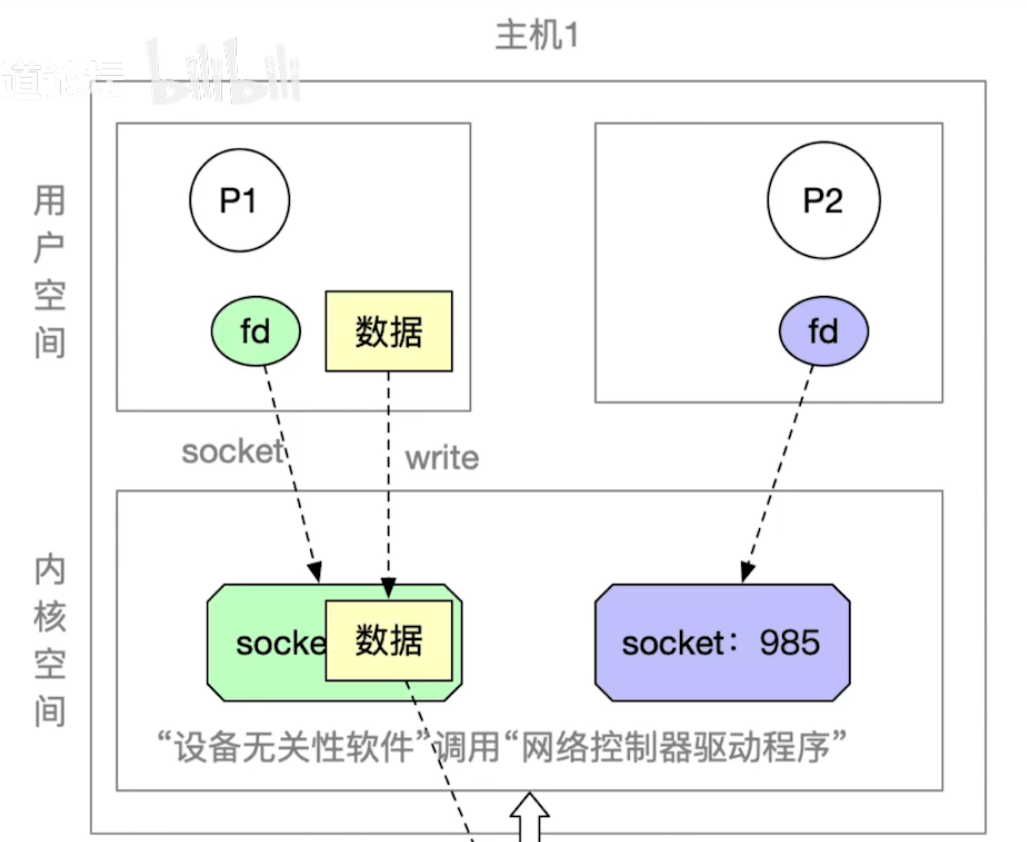 主机1
道论坛 bilibili
用户空间
P1
P2
fd
数据
fd
socket
write
内核空间
socke
数据
socket：985
“设备无关性软件”调用“网络控制器驱动程序”